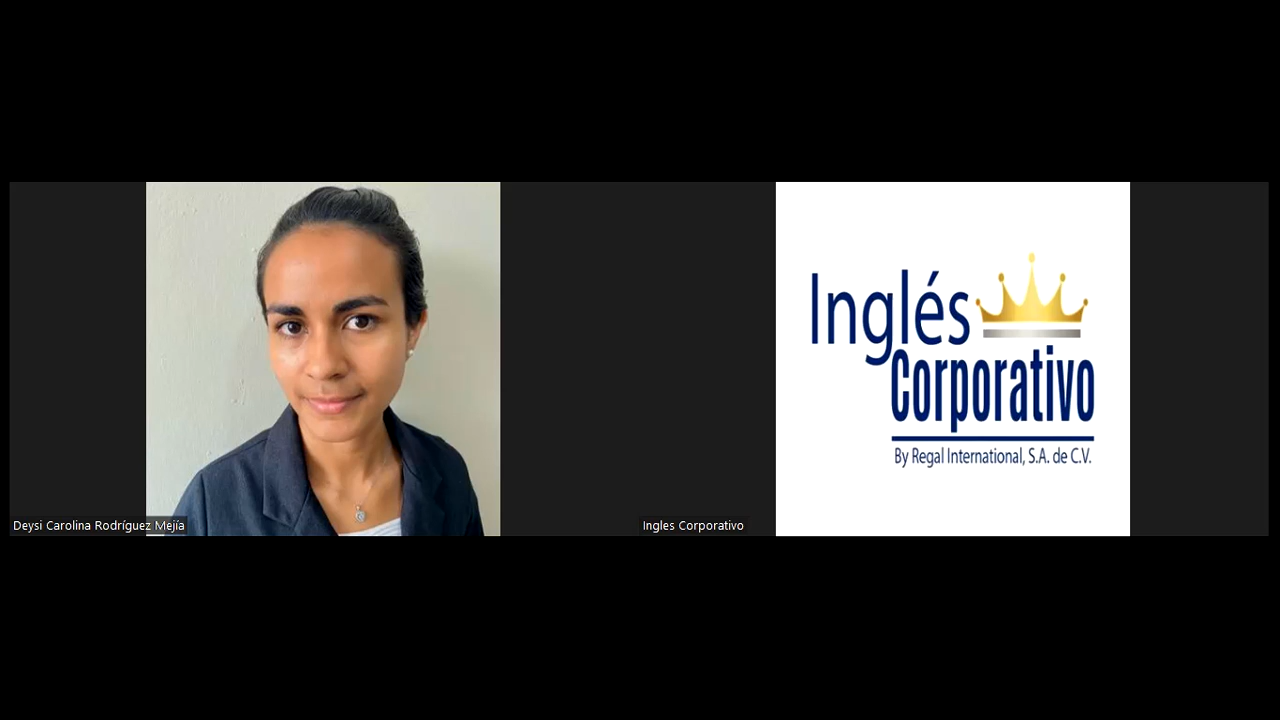 Inglés
Corporativo
By Regal International, S.A. de C.V.
Deysi Carolina Rodríguez Mejía
Ingles Corporativo